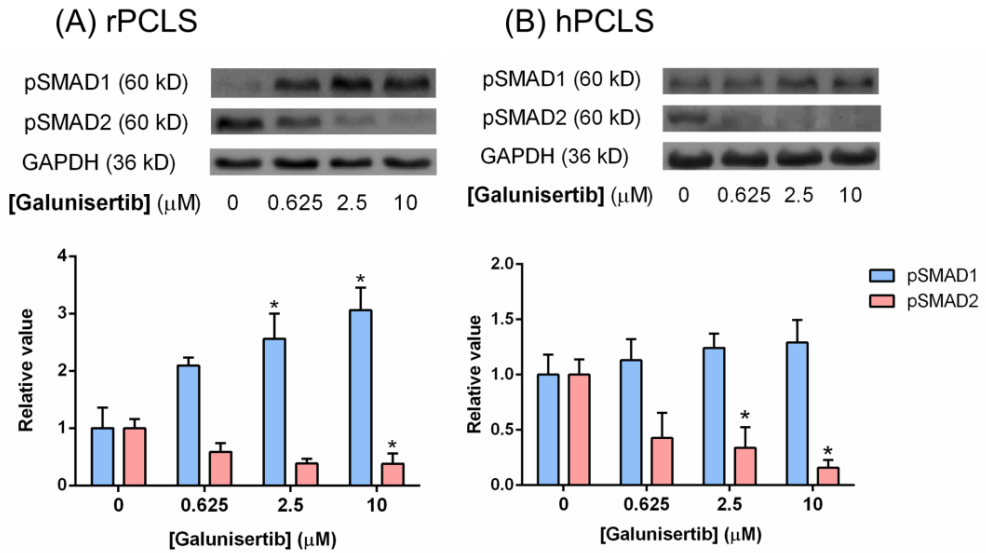 (A) rPCLS
pSMAD1 (60 kD)
pSMAD2 (60 kD)
GAPDH (36 kD)
[Galunisertib] (μM) 0 0.625 2.5 10
4
3
2
1
0
Relative value
* * *
0 0.625 2.5 10
[Galunisertib] (μM)
(B) hPCLS
pSMAD1 (60 kD)
pSMAD2 (60 kD)
GAPDH (36 kD)
[Galunisertib] (μM) 0 0.625 2.5 10
2.0
1.5
1.0
0.5
0.0
Relative value
* *
0 0.625 2.5 10
[Galunisertib] (μM)
pSMAD1
pSMAD2